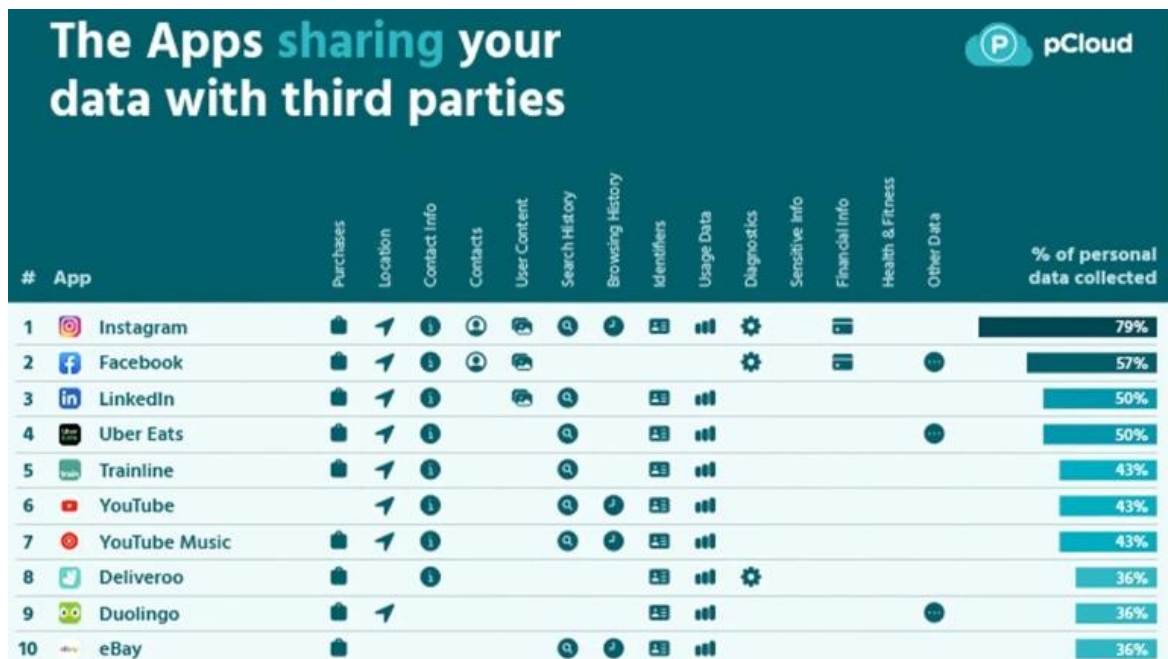 The Apps sharing your
data with third parties
pCloud
# App Purchases Location Contact Info Contacts User Content Search History Browsing History Identifiers Usage Data Diagnostics Sensitive Info Financial Info Health & Fitness Other Data % of personal
data collected
1 Instagram 79%
2 Facebook 57%
3 LinkedIn 50%
4 Uber Eats 50%
5 Trainline 43%
6 YouTube 43%
7 YouTube Music 43%
8 Deliveroo 36%
9 Duolingo 36%
10 eBay 36%